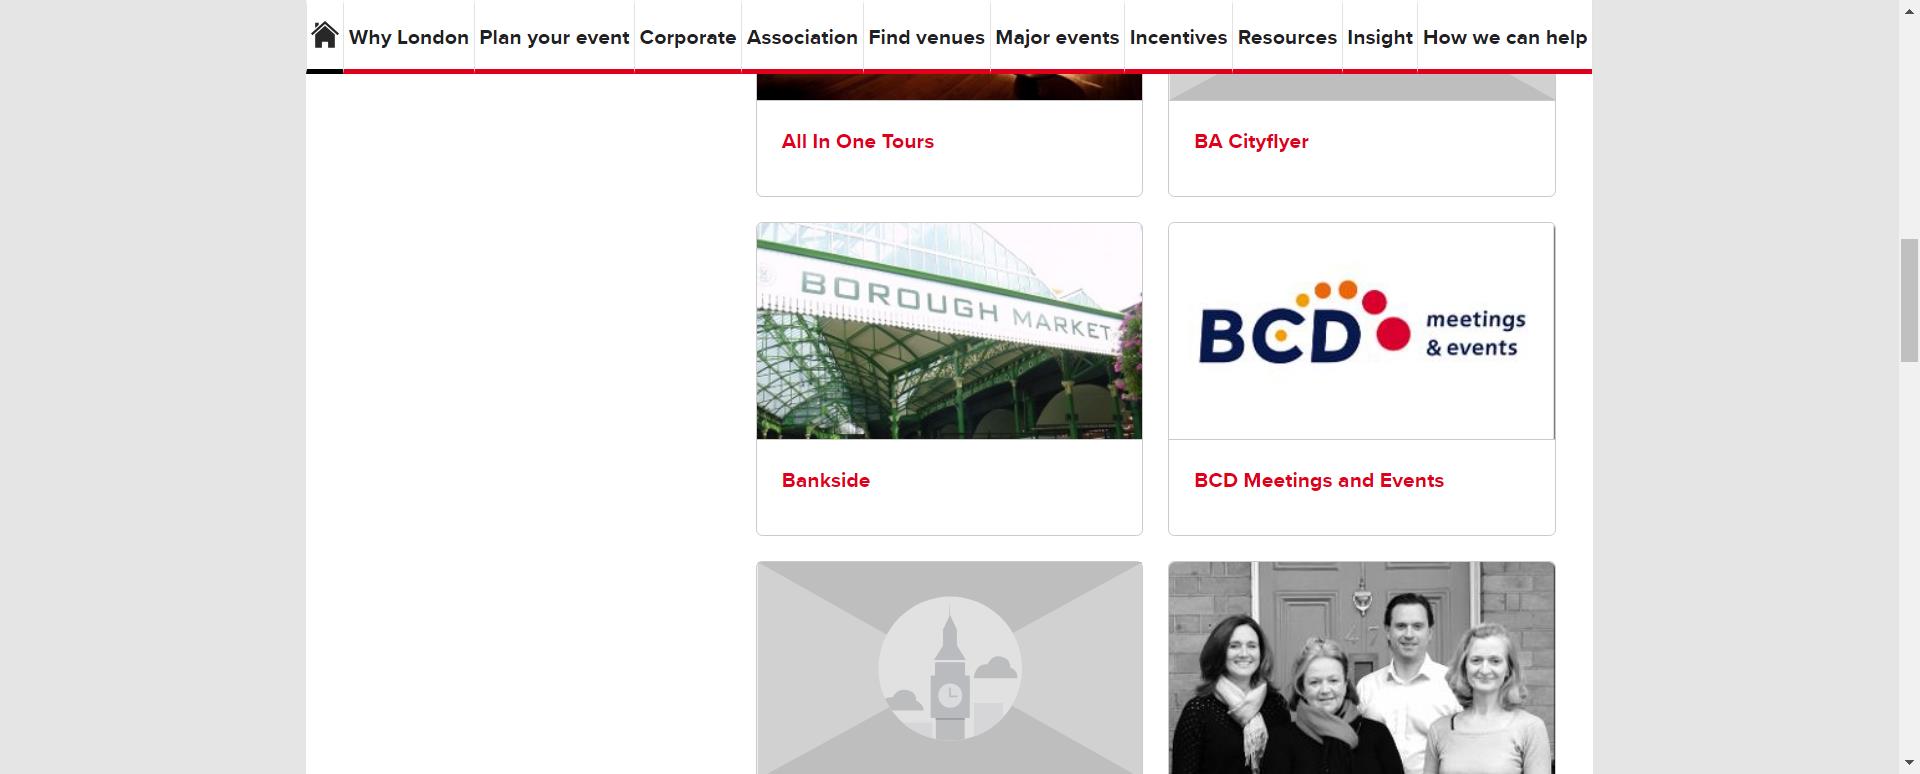 Why London Plan your event Corporate Association Find venues Major events Incentives Resources Insight How we can help
All In One Tours
BA Cityflyer
BOROUGH MARKET
BCD meetings
& events
Bankside
BCD Meetings and Events
47